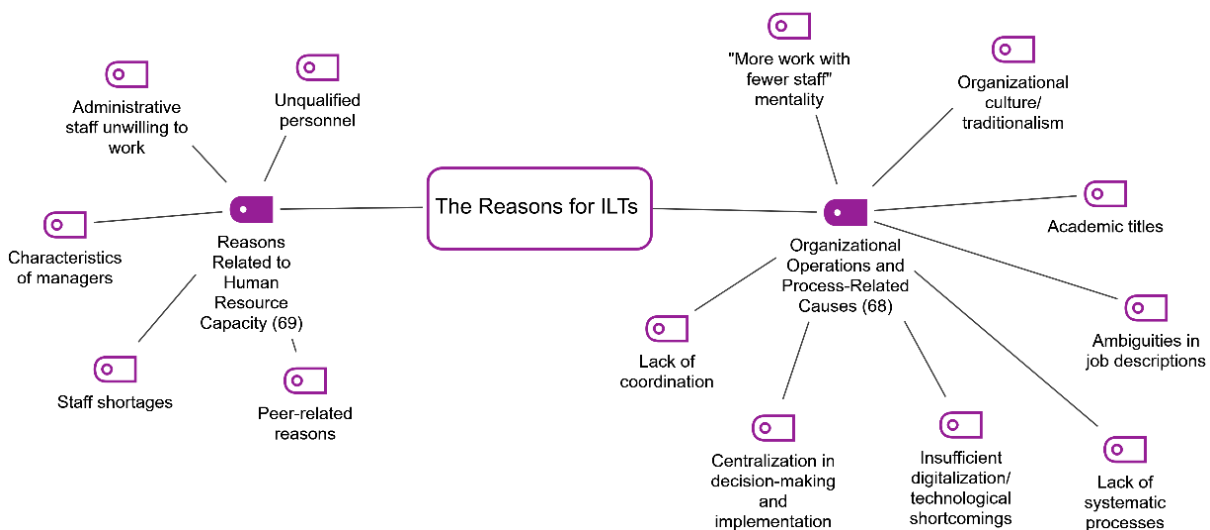 The Reasons for ILTs
Reasons
Related to
Human
Resource
Capacity (69)
Administrative
staff unwilling to
work
Unqualified
personnel
Characteristics
of managers
Staff shortages
Peer-related
reasons
Organizational
Operations and
Process-Related
Causes (68)
"More work with
fewer staff"
mentality
Organizational
culture/
traditionalism
Academic titles
Ambiguities in
job descriptions
Lack of
coordination
Centralization in
decision-making
and
implementation
Insufficient
digitalization/
technological
shortcomings
Lack of
systematic
processes